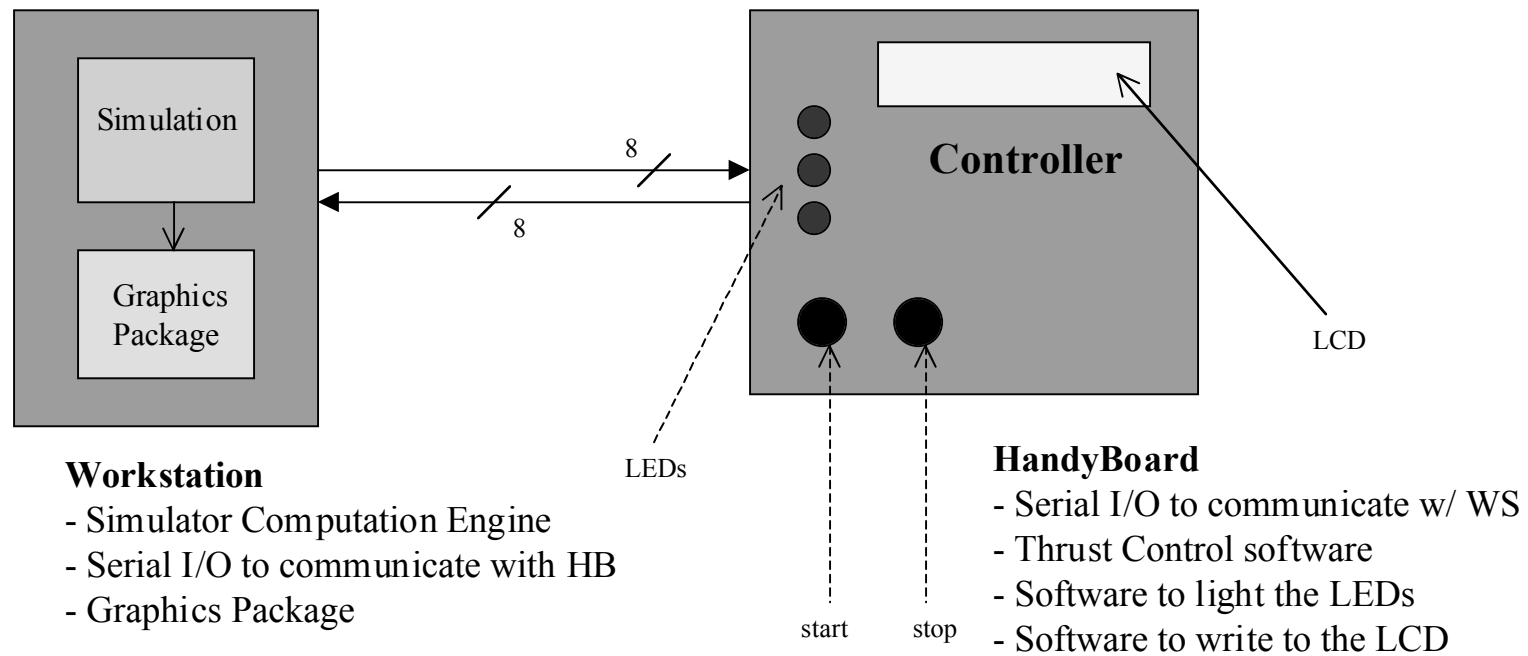 Simulation
Graphics
Package
8
8
Controller
LCD
LEDs
start
stop
Workstation
- Simulator Computation Engine
- Serial I/O to communicate with HB
- Graphics Package
HandyBoard
- Serial I/O to communicate w/ WS
- Thrust Control software
- Software to light the LEDs
- Software to write to the LCD